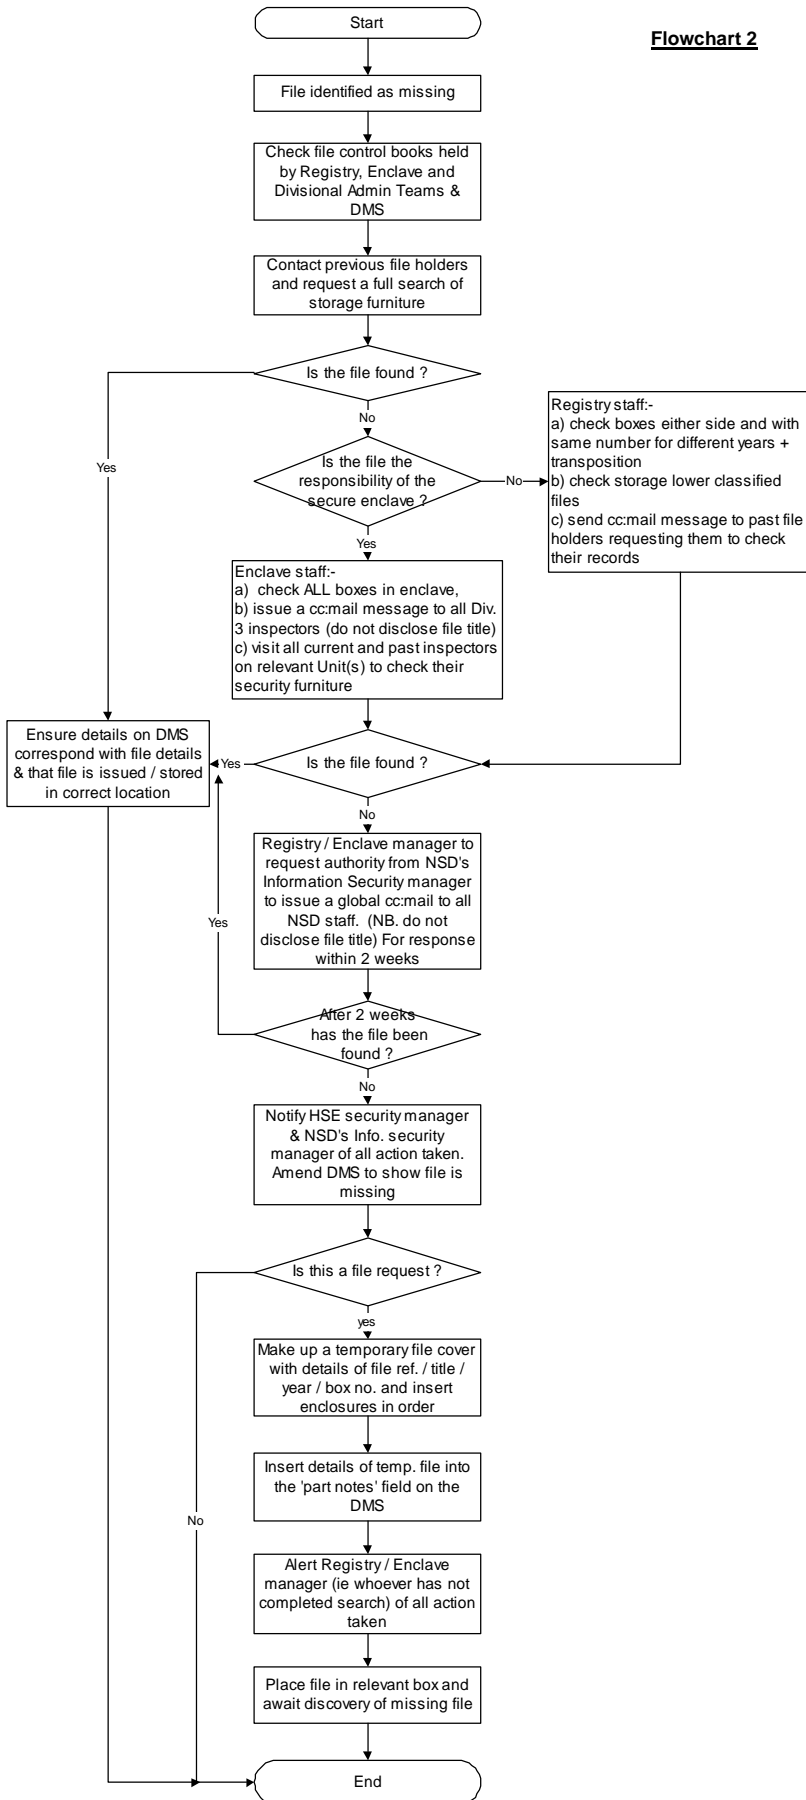 Flowchart 2
Start
File identified as missing
Check file control books held
by Registry, Enclave and
Divisional Admin Teams &
DMS
Contact previous file holders
and request a full search of
storage furniture
Is the file found ?
No
Yes
Is the file the
responsibility of the
secure enclave ?
No
Yes
Registry staff:-
a) check boxes either side and with
same number for different years +
transposition
b) check storage lower classified
files
c) send cc:mail message to past file
holders requesting them to check
their records
Enclave staff:-
a) check ALL boxes in enclave,
b) issue a cc:mail message to all Div.
3 inspectors (do not disclose file title)
c) visit all current and past inspectors
on relevant Unit(s) to check their
security furniture
Ensure details on DMS
correspond with file details
& that file is issued / stored
in correct location
Yes
Is the file found ?
No
Registry / Enclave manager to
request authority from NSD's
Information Security manager
to issue a global cc:mail to all
NSD staff. (NB. do not
disclose file title) For response
within 2 weeks
Yes
After 2 weeks
has the file been
found ?
No
Notify HSE security manager
& NSD's Info. security
manager of all action taken.
Amend DMS to show file is
missing
Is this a file request ?
yes
Make up a temporary file cover
with details of file ref. / title /
year / box no. and insert
enclosures in order
Insert details of temp. file into
the 'part notes' field on the
DMS
No
Alert Registry / Enclave
manager (ie whoever has not
completed search) of all action
taken
Place file in relevant box and
await discovery of missing file
End